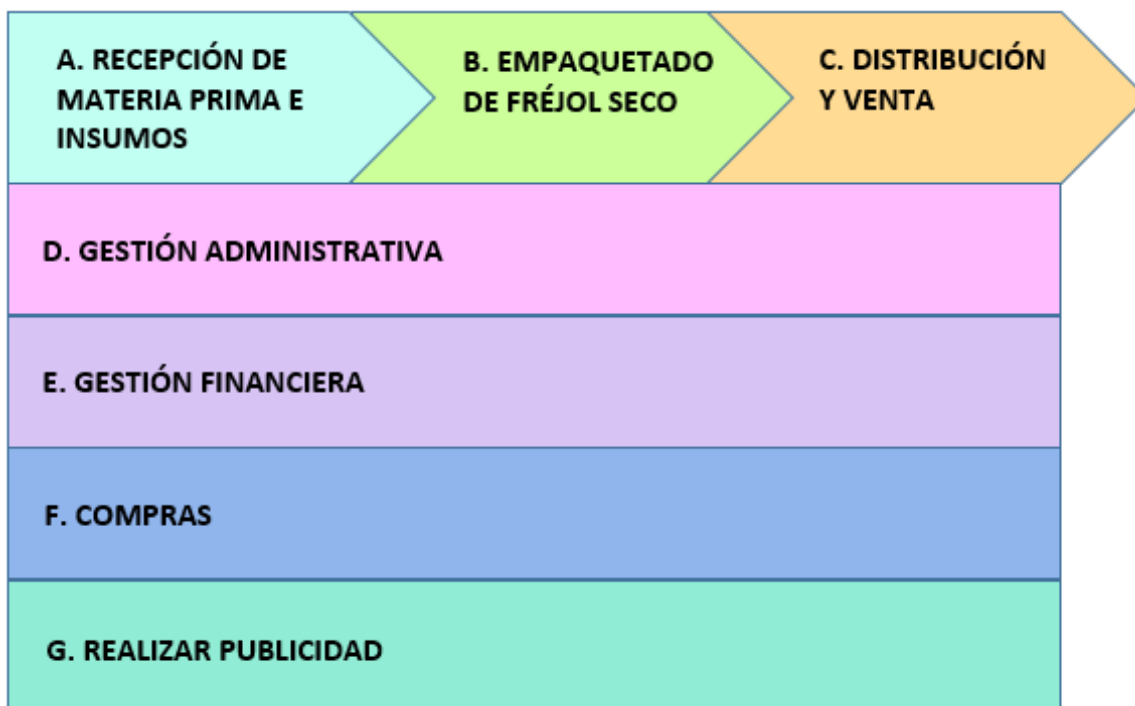 A. RECEPCIÓN DE
MATERIA PRIMA E
INSUMOS
B. EMPAQUETADO
DE FRÉJOL SECO
C. DISTRIBUCIÓN
Y VENTA
D. GESTIÓN ADMINISTRATIVA
E. GESTIÓN FINANCIERA
F. COMPRAS
G. REALIZAR PUBLICIDAD